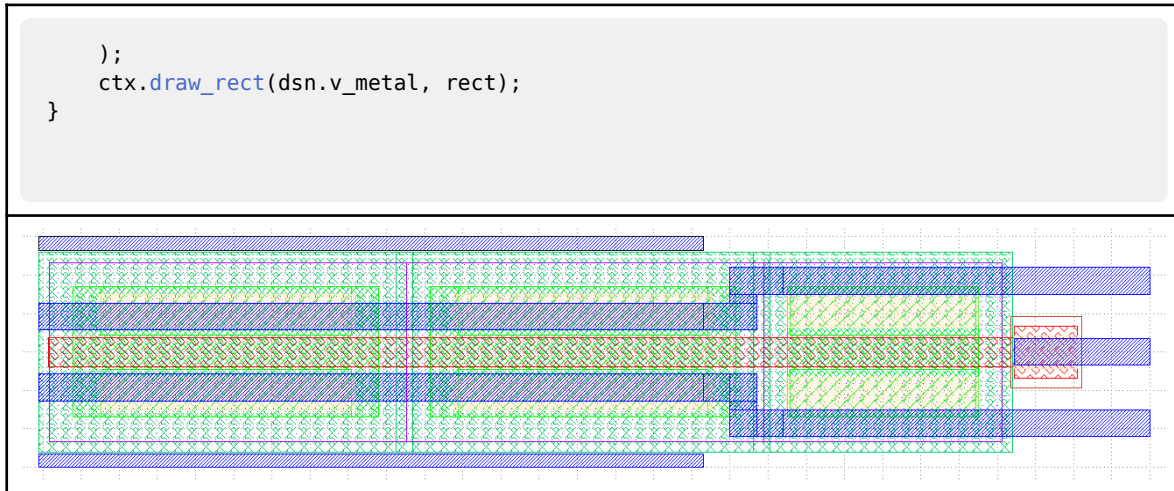 );
ctx.draw_rect(dsn.v_metal, rect);
}